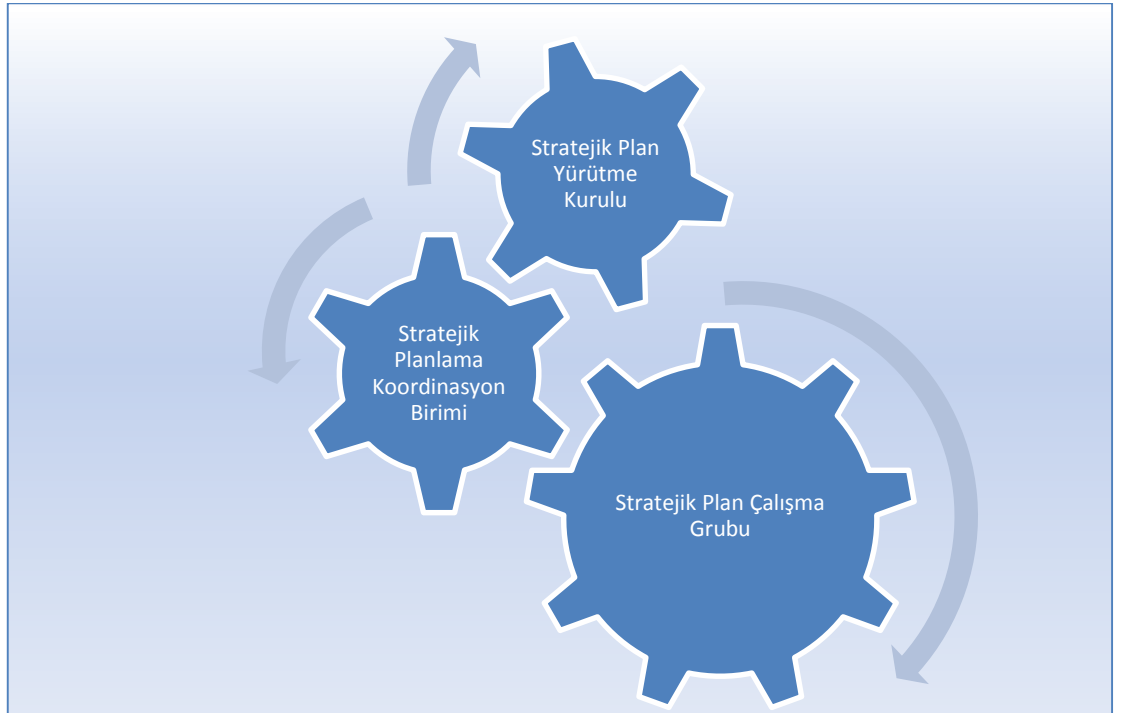 Stratejik Plan
Yürütme
Kurulu
Stratejik
Planlama
Koordinasyon
Birimi
Stratejik Plan Çalışma
Grubu